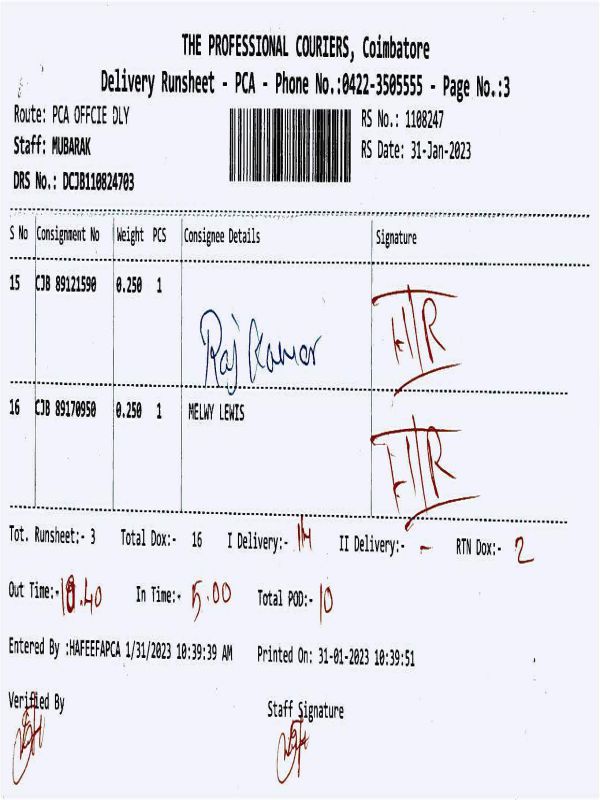 THE PROFESSIONAL COURIERS, Coimbatore
Delivery Runsheet - PCA - Phone No.:0422-3505555 - Page No.:3
Route: PCA OFFCIE DLY
RS No.: 1108247
Staff: MUBARAK
RS Date: 31-Jan-2023
DRS No.: DCJB110824703
S No Consignment No Weight PCS Consignee Details Signature
15 CJB 89121590 0.250 1
Raj Kumar
16 CJB 89170950 0.250 1 MELWY LEWIS
Tot. Runsheet:- 3 Total Dox:- 16 I Delivery:- 14 II Delivery:- - RTN Dox:- 2
Out Time:- 10.40 In Time:- 5.00 Total POD:- 10
Entered By :HAFEEFAPCA 1/31/2023 10:39:39 AM Printed On: 31-01-2023 10:39:51
Verified By
Staff Signature